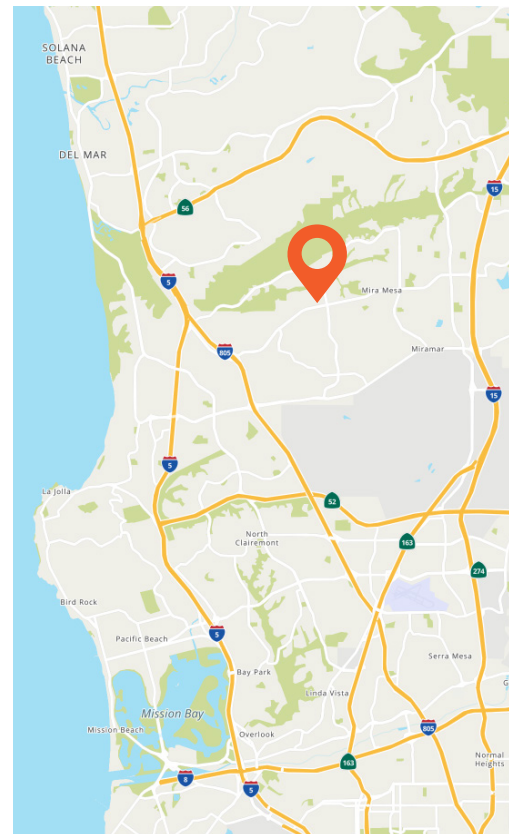 SOLANA
BEACH
DEL MAR
56
15
5
Mira Mesa
805
Miramar
15
5
La Jolla
52
North
Clairemont
163
274
Bird Rock
5
Pacific Beach
Serra Mesa
Bay Park
Linda Vista
Mission Bay
Mission Beach
805
Overlook
Normal
Heights
163
8
5